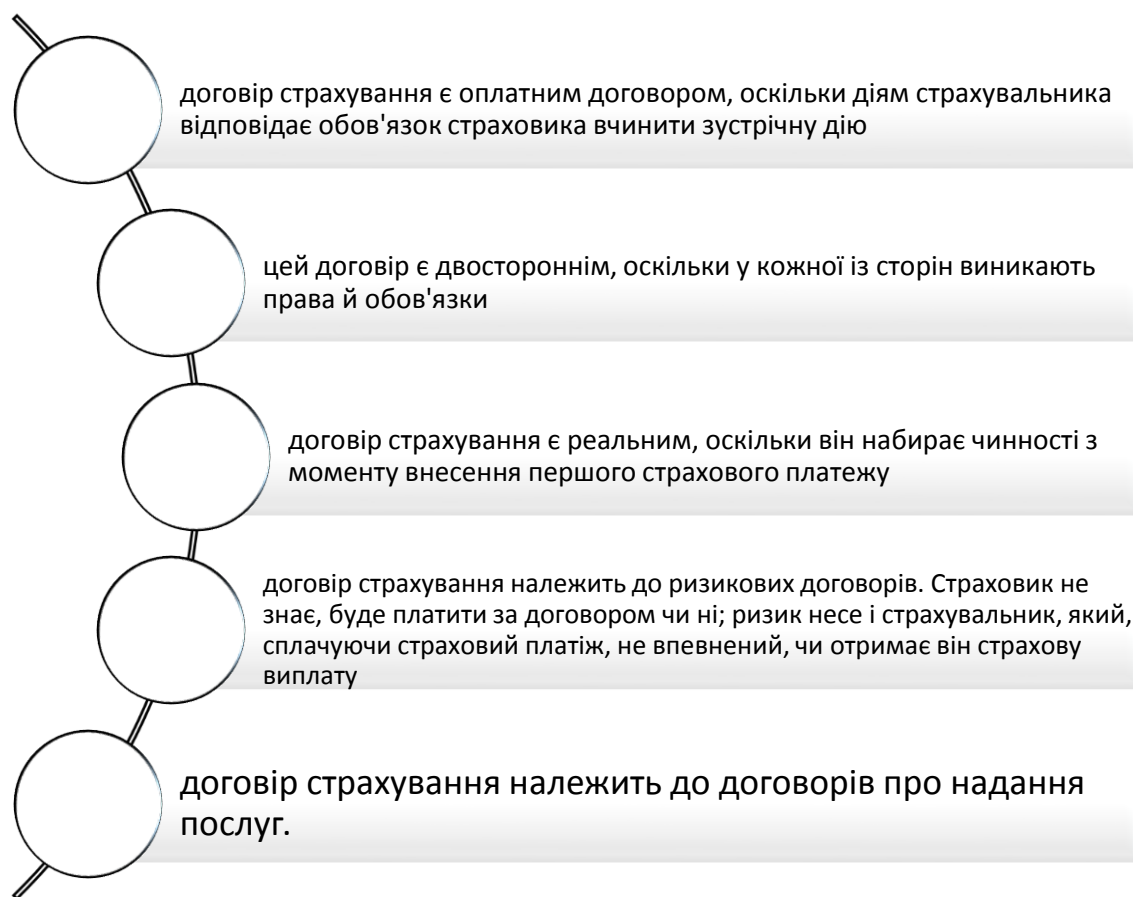 договір страхування є оплатним договором, оскільки діям страхувальника
відповідає обов'язок страховика вчинити зустрічну дію
цей договір є двостороннім, оскільки у кожної із сторін виникають
права й обов'язки
договір страхування є реальним, оскільки він набирає чинності з
моменту внесення першого страхового платежу
договір страхування належить до ризикових договорів. Страховик не
знає, буде платити за договором чи ні; ризик несе і страхувальник, який,
сплачуючи страховий платіж, не впевнений, чи отримає він страхову
виплату
договір страхування належить до договорів про надання
послуг.